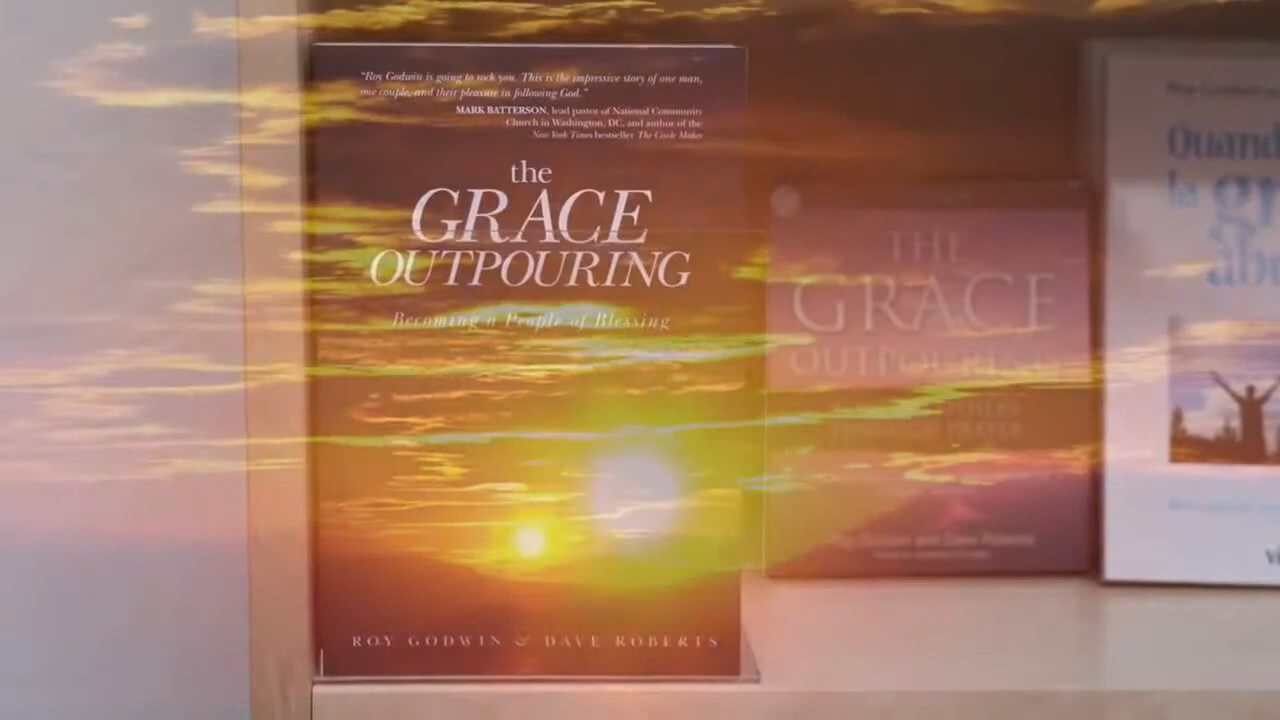 "Roy Godwin is going to rock you. This is the impressive story of one man,
one couple, and their pleasure in following God."
MARK BATTERSON, lead pastor of National Community
Church in Washington, DC, and author of the
New York Times bestseller The Circle Maker
the
GRACE
OUTPOURING
Becoming a People of Blessing
ROY GODWIN & DAVE ROBERTS
THE
GRACE
OUTPOURING
PRAYER
and Dave Roberts
Quand
la